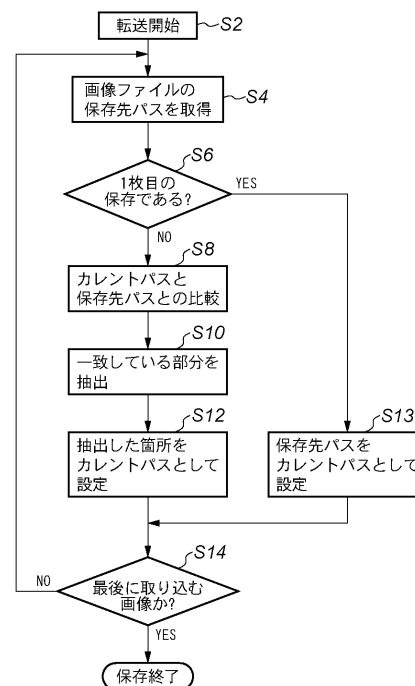 転送開始
S2
画像ファイルの
保存先パスを取得
S4
S6
1枚目の
保存である?
YES
NO
S8
カレントパスと
保存先パスとの比較
S10
一致している部分を
抽出
S12
抽出した箇所を
カレントパスとして
設定
S13
保存先パスを
カレントパスとして
設定
S14
最後に取り込む
画像か?
NO
YES
保存終了